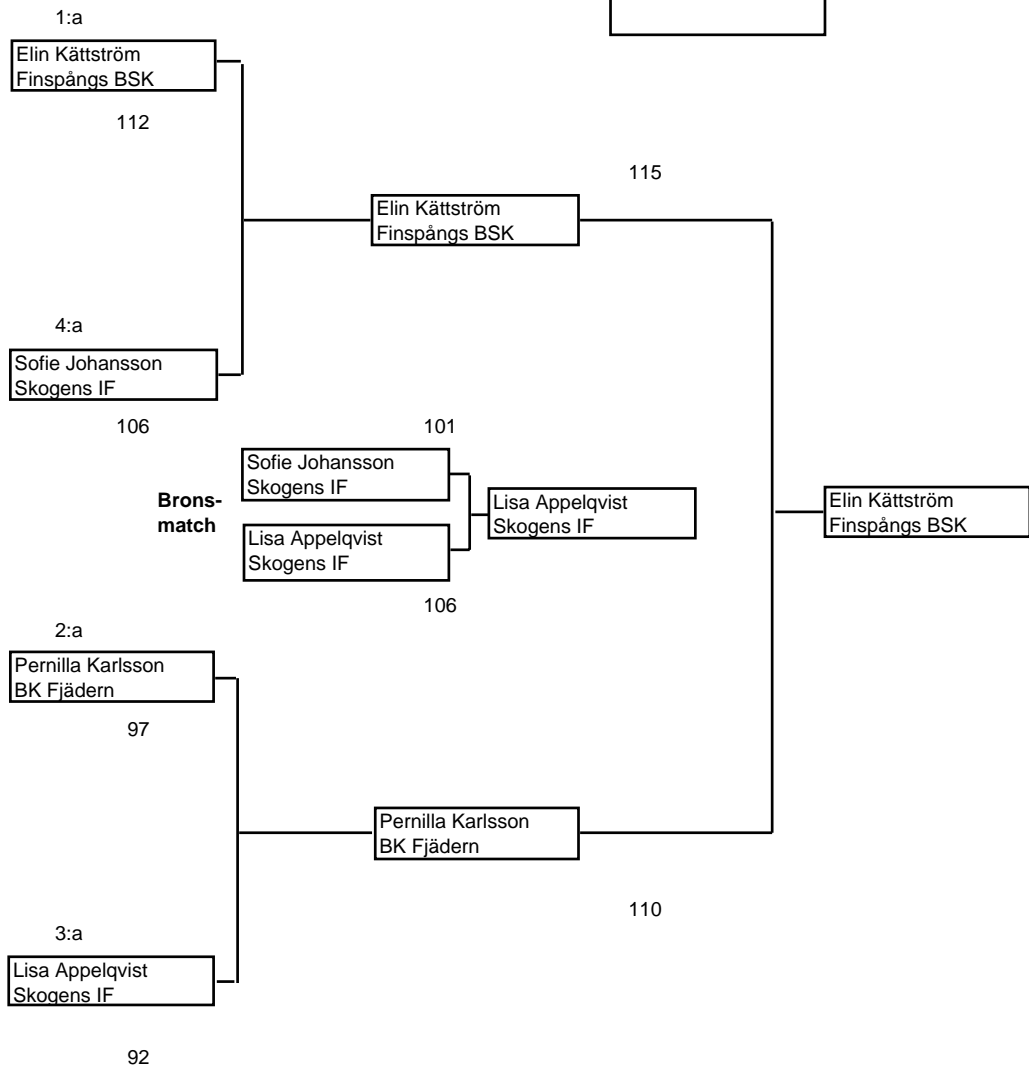 1:a
Elin Kättström
Finspångs BSK
112
115
Elin Kättström
Finspångs BSK
4:a
Sofie Johansson
Skogens IF
106
101
Sofie Johansson
Skogens IF
Brons-
match
Lisa Appelqvist
Skogens IF
Lisa Appelqvist
Skogens IF
106
Elin Kättström
Finspångs BSK
2:a
Pernilla Karlsson
BK Fjädern
97
Pernilla Karlsson
BK Fjädern
110
3:a
Lisa Appelqvist
Skogens IF
92